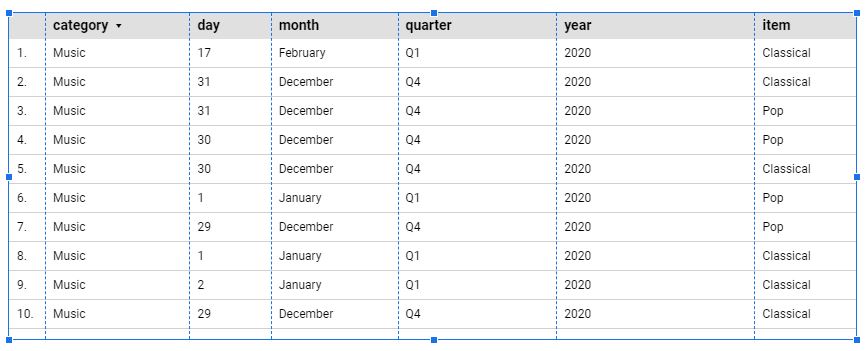 category day month quarter year item
1. Music 17 February Q1 2020 Classical
2. Music 31 December Q4 2020 Classical
3. Music 31 December Q4 2020 Pop
4. Music 30 December Q4 2020 Pop
5. Music 30 December Q4 2020 Classical
6. Music 1 January Q1 2020 Pop
7. Music 29 December Q4 2020 Pop
8. Music 1 January Q1 2020 Classical
9. Music 2 January Q1 2020 Classical
10. Music 29 December Q4 2020 Classical